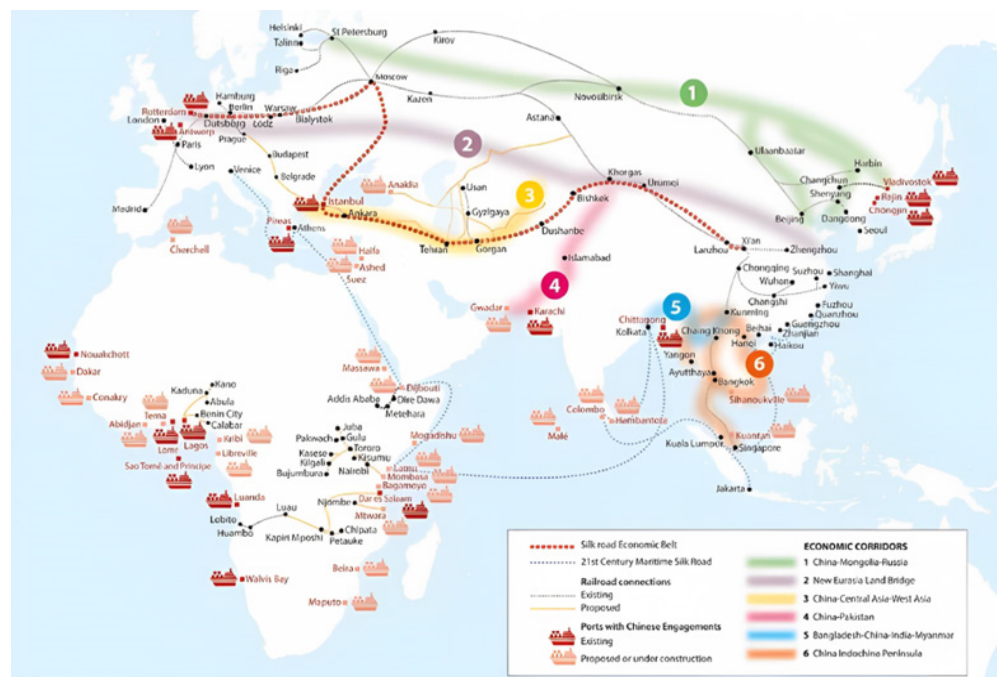 Helsinki
Talinn
St Petersburg
Riga
Kirov
Moscow
Kazen
Novosibirsk
1
Astana
Ulaanbaatar
Harbin
Changchun
Vladivostok
Shenyang
Rajin
Chongjin
Dangdong
Beijing
Seoul
Hamburg
Berlin
Rotterdam
London
Duisburg
Lodz
Warsaw
Bialystok
Antwerp
Prague
Paris
Lyon
Venice
Budapest
Belgrade
Madrid
2
Khorgas
Urumqi
Bishkek
Usan
Gyzlgaya
3
Anaklia
Istanbul
Ankara
Pireas
Athens
Tehran
Gorgan
Dushanbe
Lanzhou
Xi'an
Zhengzhou
Cherchell
Haifa
Ashed
Suez
Islamabad
4
Gwadar
Karachi
Chongqing
Suzhou
Shanghai
Wuhan
Yiwu
Changshi
5
Chittagong
Kolkata
Kunming
Fuzhou
Quanzhou
Guangzhou
Zhanjian
Beihai
Haikou
Chaing Khong
Hanoi
6
Yangon
Ayutthaya
Bangkok
Sihanoukville
Nouakchott
Dakar
Conakry
Massawa
Djibouti
Addis Ababa
Dire Dawa
Metehara
Kano
Kaduna
Abula
Benin City
Calabar
Tema
Abidjan
Lomé
Lagos
Kribi
Libreville
Sao Tomé and Principe
Mogadishu
Colombo
Hambantota
Malé
Kuantan
Kuala Lumpur
Singapore
Jakarta
Juba
Pakwach
Gulu
Tororo
Kasese
Kisumu
Kilgali
Nairobi
Bujumbura
Lamu
Mombasa
Bagamoyo
Dar es Salaam
Njombe
Mtwara
Luanda
Luau
Lobito
Huambo
Kapiri Mposhi
Chipata
Petauke
Beira
Walvis Bay
Maputo
Silk road Economic Belt
21st Century Maritime Silk Road
Railroad connections
Existing
Proposed
Ports with Chinese Engagements
Existing
Proposed or under construction
ECONOMIC CORRIDORS
1 China-Mongolia-Russia
2 New Eurasia Land Bridge
3 China-Central Asia-West Asia
4 China-Pakistan
5 Bangladesh-China-India-Myanmar
6 China Indochina Peninsula